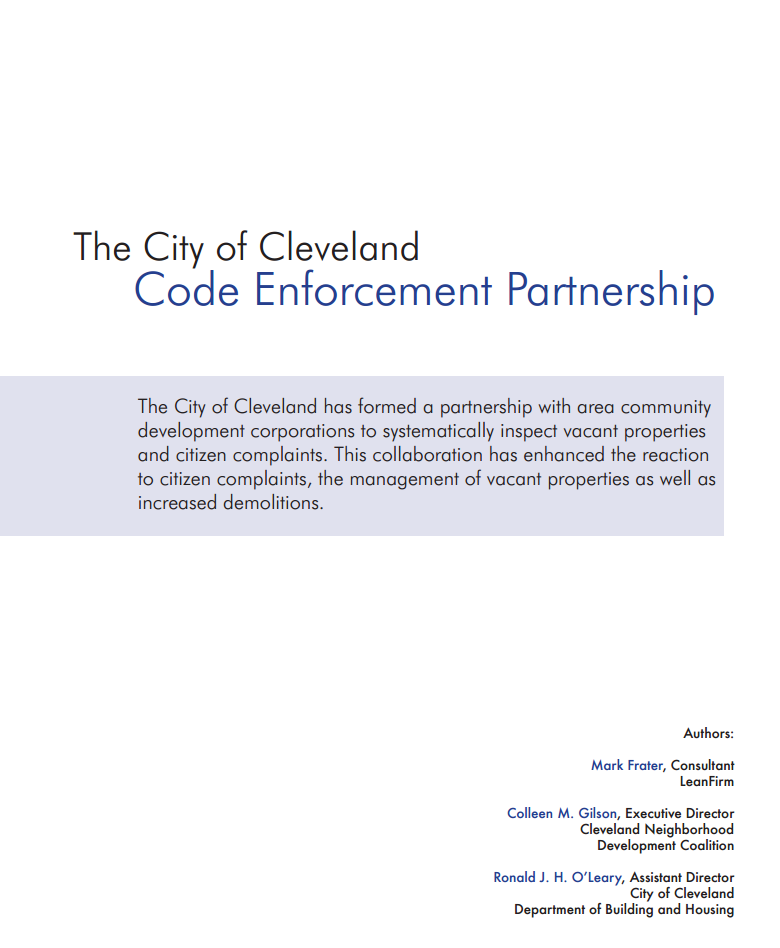 The City of Cleveland
Code Enforcement Partnership
The City of Cleveland has formed a partnership with area community
development corporations to systematically inspect vacant properties
and citizen complaints. This collaboration has enhanced the reaction
to citizen complaints, the management of vacant properties as well as
increased demolitions.
Authors:
Mark Frater, Consultant
LeanFirm
Colleen M. Gilson, Executive Director
Cleveland Neighborhood
Development Coalition
Ronald J. H. O’Leary, Assistant Director
City of Cleveland
Department of Building and Housing